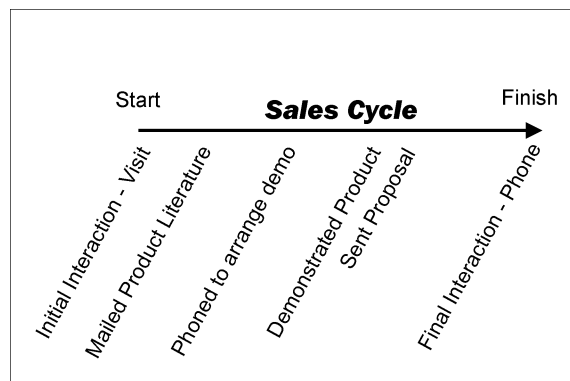 Start
Finish
Sales Cycle
Initial Interaction - Visit
Mailed Product Literature
Phoned to arrange demo
Demonstrated Product
Sent Proposal
Final Interaction - Phone